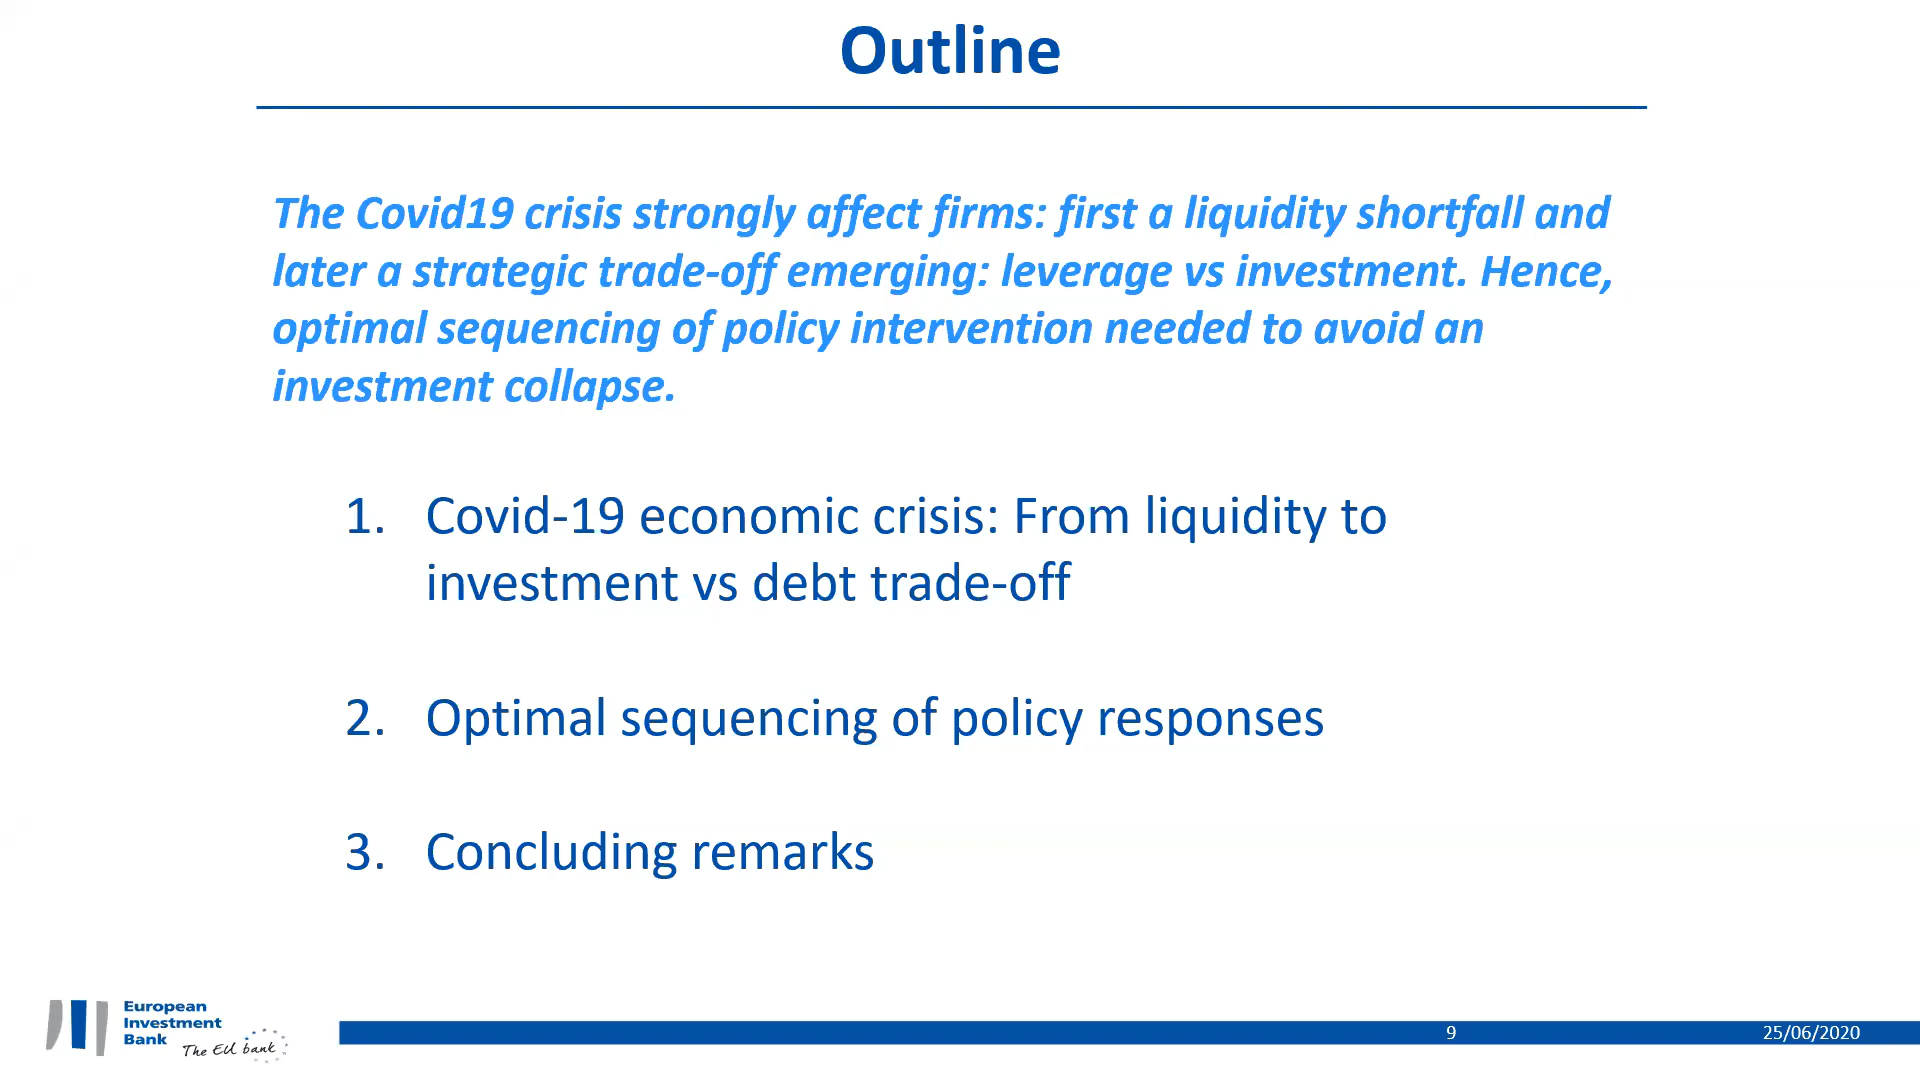 Outline
The Covid19 crisis strongly affect firms: first a liquidity shortfall and
later a strategic trade-off emerging: leverage vs investment. Hence,
optimal sequencing of policy intervention needed to avoid an
investment collapse.
1. Covid-19 economic crisis: From liquidity to
investment vs debt trade-off
2. Optimal sequencing of policy responses
3. Concluding remarks
European
Investment
Bank
The EU bank
9
25/06/2020